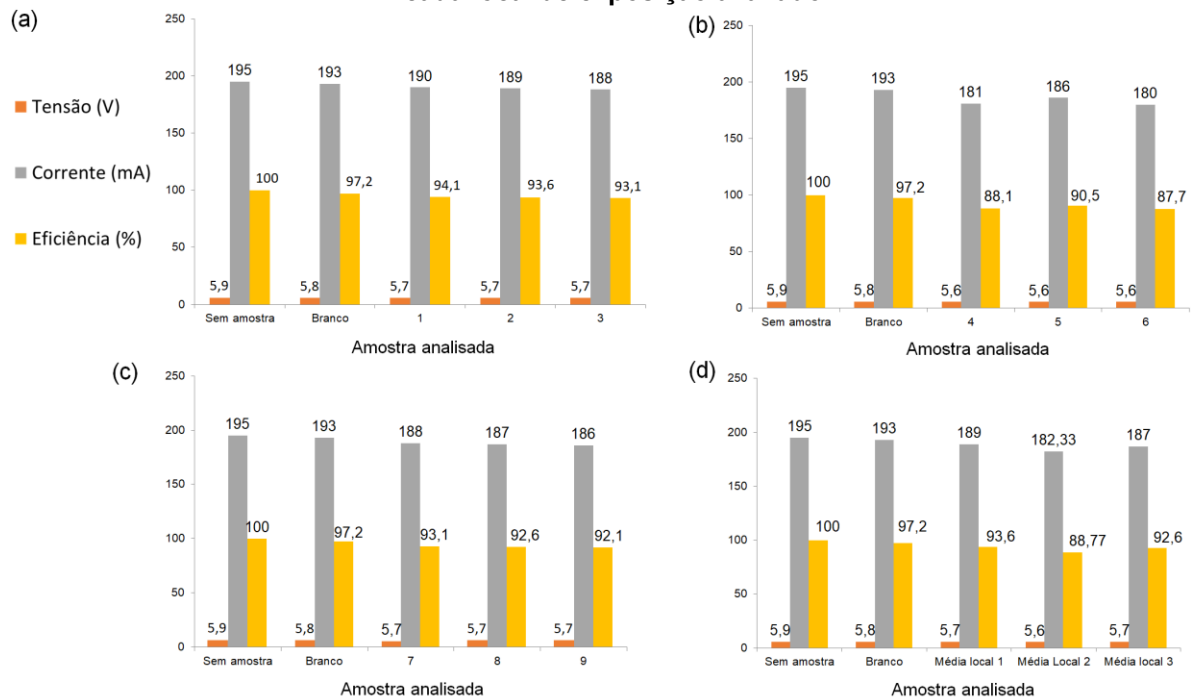 (a)
250
200
150
100
50
0
Tensão (V)
Corrente (mA)
Eficiência (%)
195 193 190 189 188
100 97,2 94,1 93,6 93,1
5,9 5,8 5,7 5,7 5,7
Sem amostra Branco 1 2 3
Amostra analisada
(b)
250
200
150
100
50
0
195 193 181 186 180
100 97,2 88,1 90,5 87,7
5,9 5,8 5,6 5,6 5,6
Sem amostra Branco 4 5 6
Amostra analisada
(c)
250
200
150
100
50
0
195 193 188 187 186
100 97,2 93,1 92,6 92,1
5,9 5,8 5,7 5,7 5,7
Sem amostra Branco 7 8 9
Amostra analisada
(d)
250
200
150
100
50
0
195 193 189 182,33 187
100 97,2 93,6 88,77 92,6
5,9 5,8 5,7 5,6 5,7
Sem amostra Branco Média local 1 Média Local 2 Média local 3
Amostra analisada